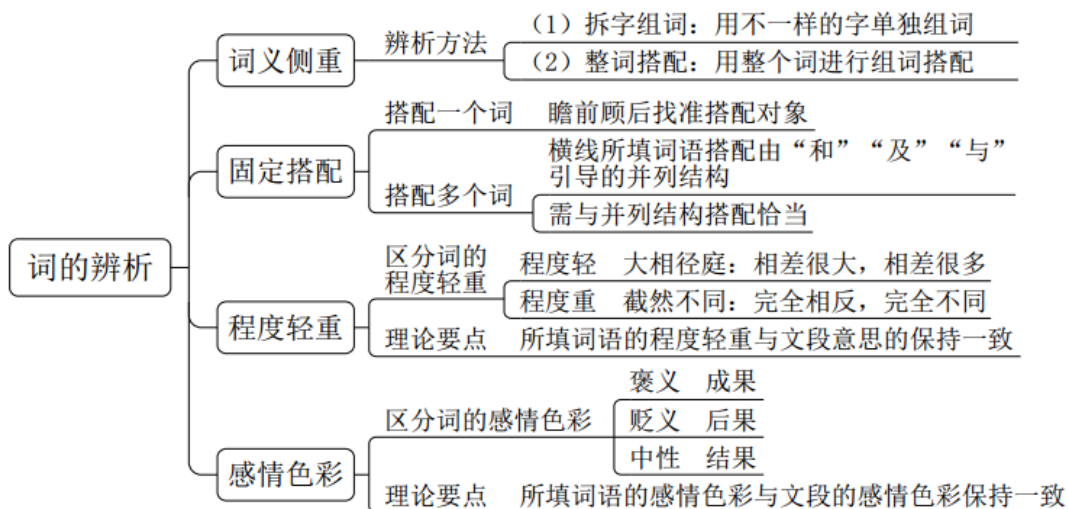 词的辨析
词义侧重
辨析方法
（1）拆字组词：用不一样的字单独组词
（2）整词搭配：用整个词进行组词搭配
固定搭配
搭配一个词 瞻前顾后找准搭配对象
搭配多个词
横线所填词语搭配由“和”“及”“与”
引导的并列结构
需与并列结构搭配恰当
程度轻重
区分词的
程度轻重
程度轻 大相径庭：相差很大，相差很多
程度重 截然不同：完全相反，完全不同
理论要点 所填词语的程度轻重与文段意思的保持一致
感情色彩
区分词的感情色彩
褒义 成果
贬义 后果
中性 结果
理论要点 所填词语的感情色彩与文段的感情色彩保持一致